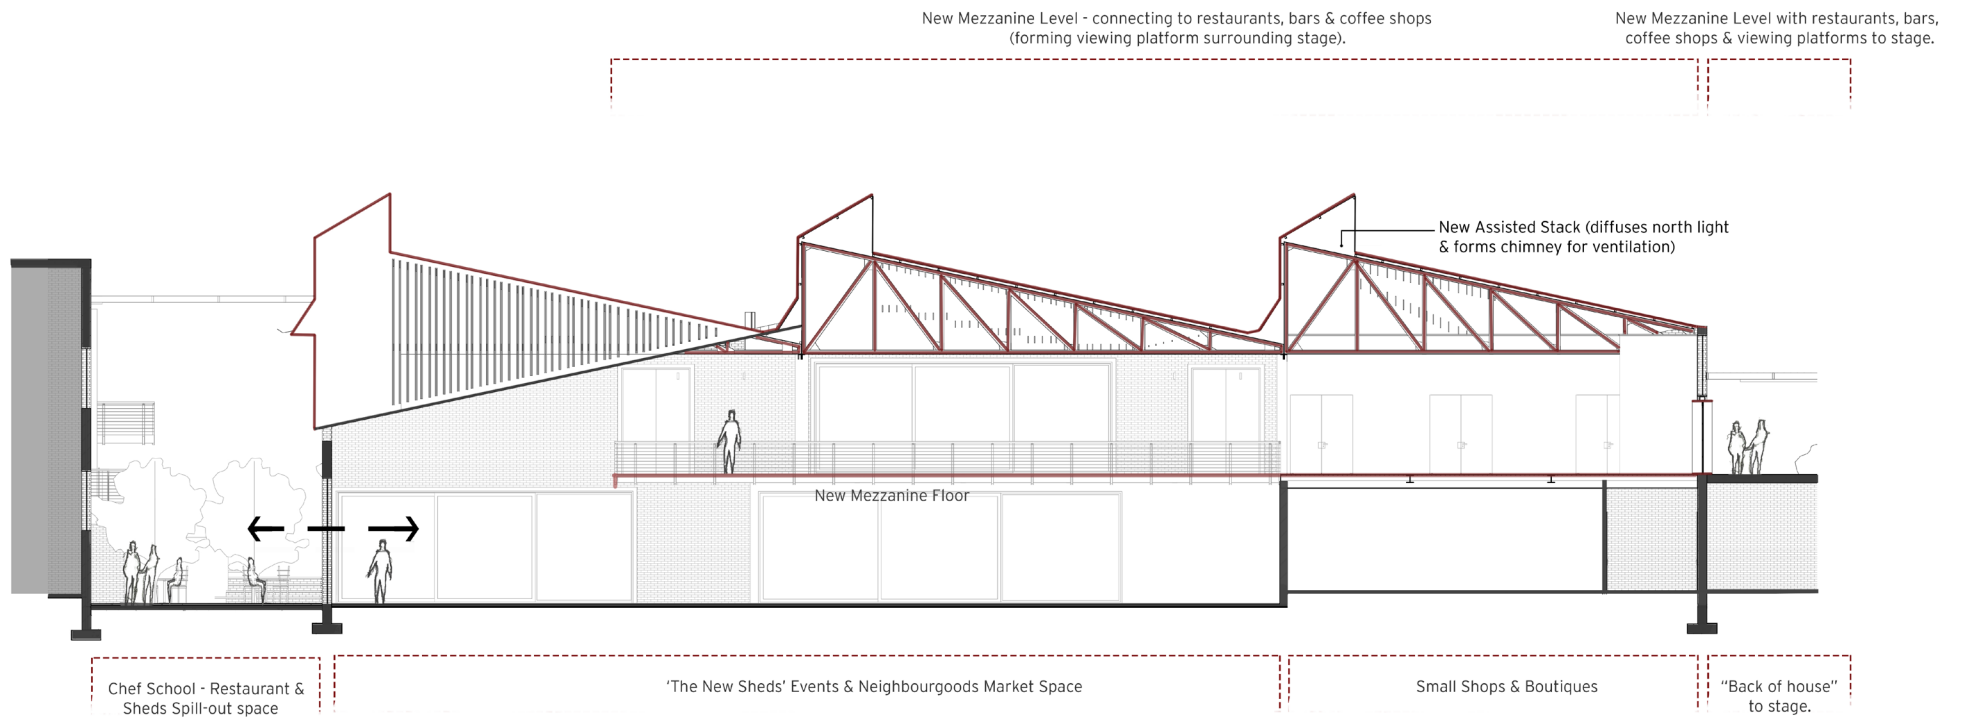 New Mezzanine Level - connecting to restaurants, bars & coffee shops
(forming viewing platform surrounding stage).
New Mezzanine Level with restaurants, bars,
coffee shops & viewing platforms to stage.
New Assisted Stack (diffuses north light
& forms chimney for ventilation)
New Mezzanine Floor
Chef School - Restaurant &
Sheds Spill-out space
‘The New Sheds’ Events & Neighbourgoods Market Space
Small Shops & Boutiques
“Back of house”
to stage.